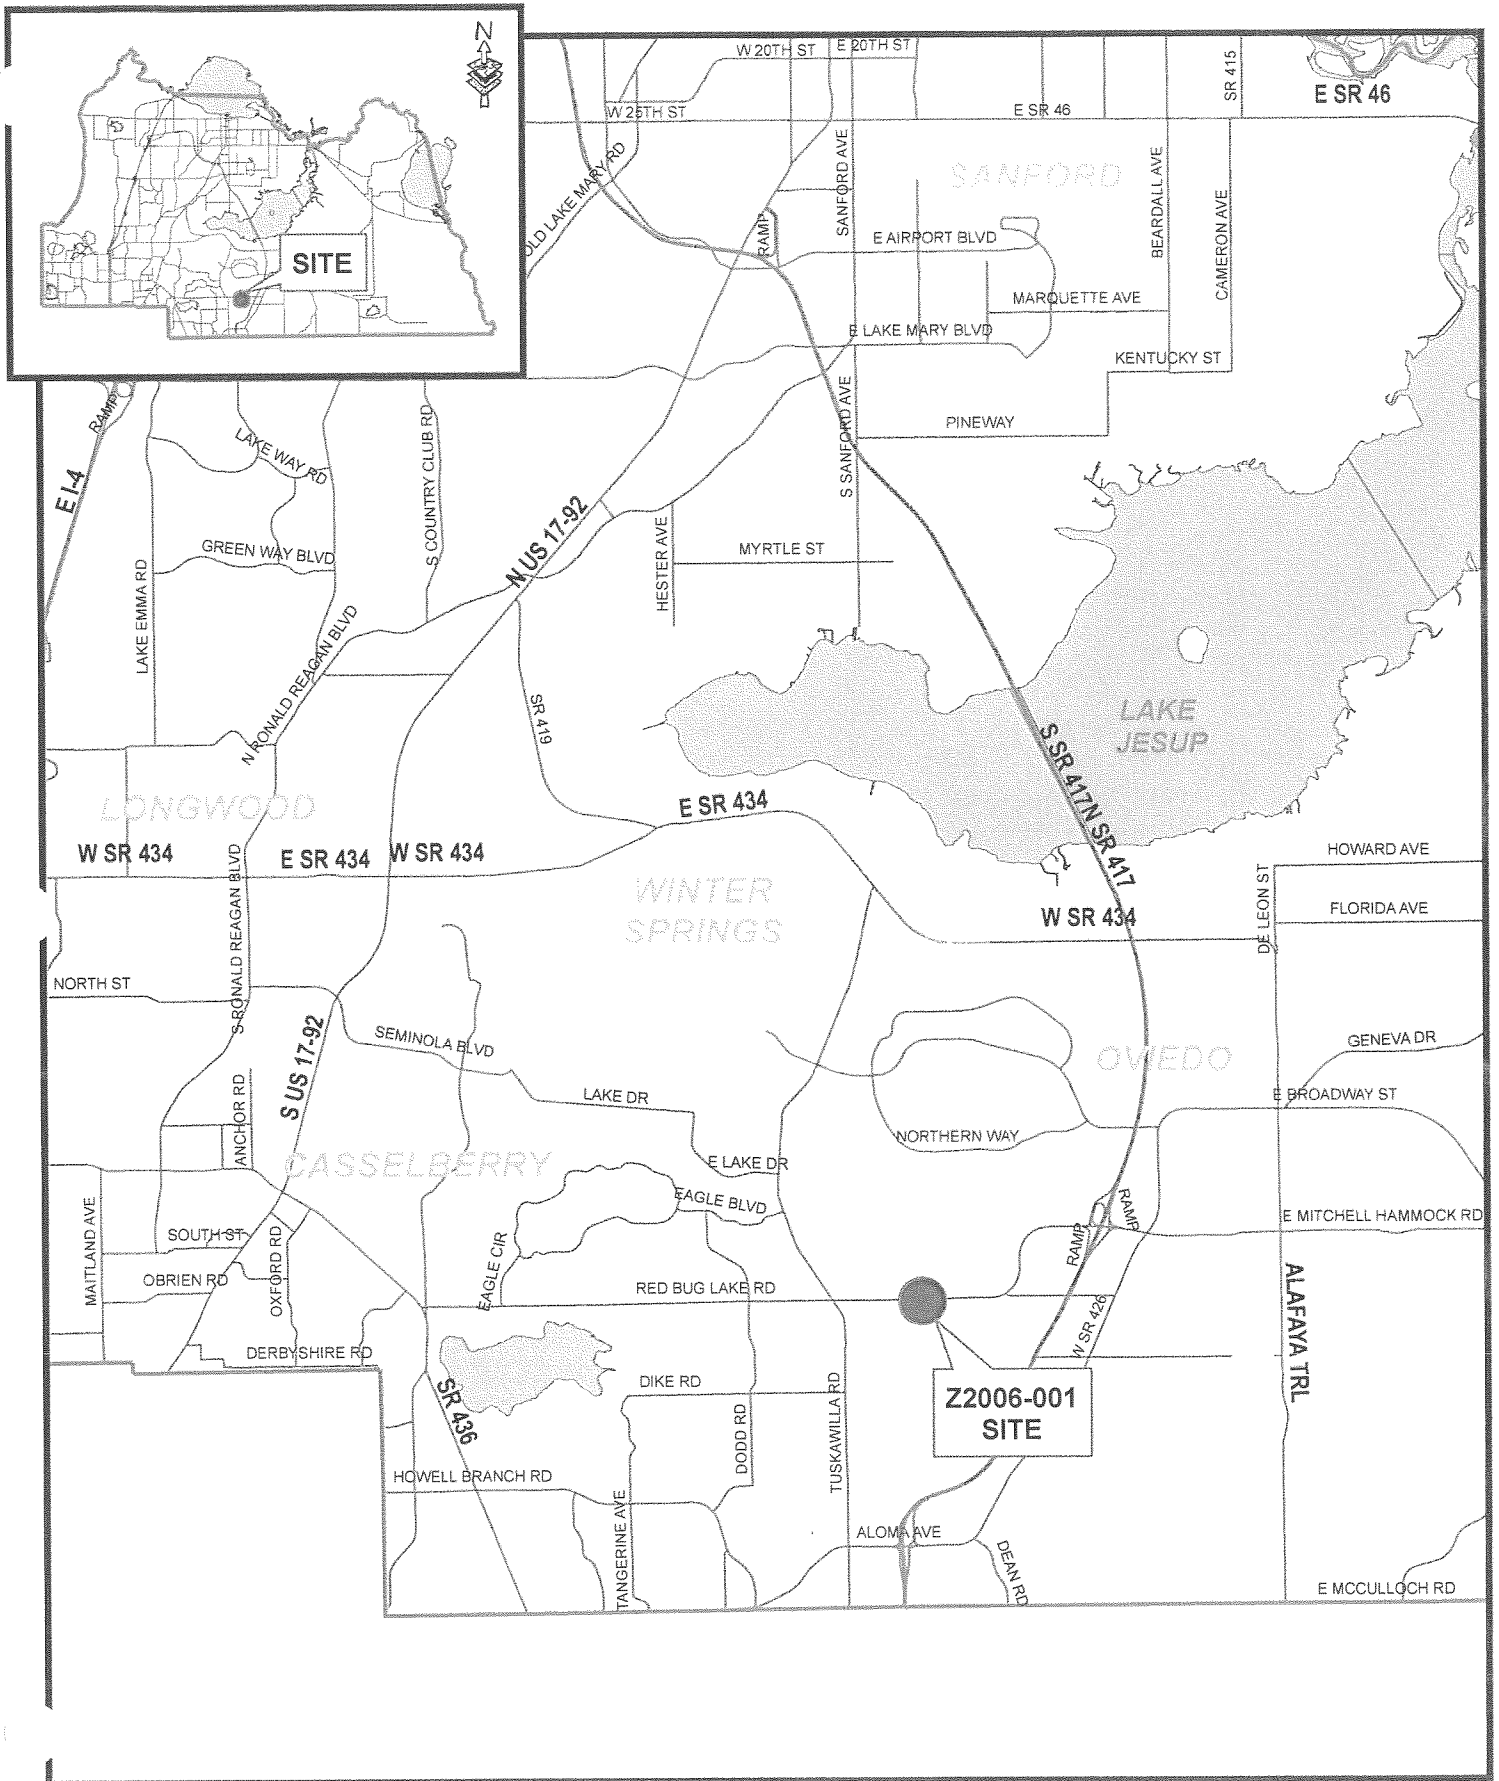 N
SITE
W 20TH ST
E 20TH ST
SR 415
E SR 46
W 25TH ST
E SR 46
OLD LAKE MARY RD
SANFORD AVE
SANFORD
BEARDALL AVE
CAMERON AVE
RAMP
E AIRPORT BLVD
MARQUETTE AVE
E LAKE MARY BLVD
KENTUCKY ST
RAMP
S COUNTRY CLUB RD
S SANFORD AVE
PINEWAY
LAKE WAY RD
E I-4
N US 17-92
GREEN WAY BLVD
HESTER AVE
MYRTLE ST
LAKE EMMA RD
N RONALD REAGAN BLVD
SR 419
LAKE
JESUP
S SR 417
N SR 417
LONGWOOD
E SR 434
W SR 434
E SR 434
W SR 434
HOWARD AVE
S RONALD REAGAN BLVD
WINTER
SPRINGS
DE LEON ST
FLORIDA AVE
W SR 434
NORTH ST
S US 17-92
SEMINOLA BLVD
OVIEDO
GENEVA DR
LAKE DR
E BROADWAY ST
ANCHOR RD
NORTHERN WAY
CASSELBERRY
E LAKE DR
EAGLE BLVD
RAMP
RAMP
E MITCHELL HAMMOCK RD
MAITLAND AVE
SOUTH ST
OXFORD RD
OBRIEN RD
EAGLE CIR
RED BUG LAKE RD
ALAFAYA TRL
W SR 426
DERBYSHIRE RD
SR 436
DIKE RD
DODD RD
TUSKAWILLA RD
Z2006-001
SITE
HOWELL BRANCH RD
TANGERINE AVE
ALOMA AVE
DEAN RD
E MCCULLOCH RD